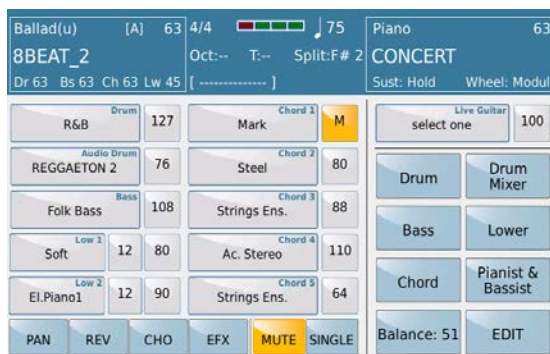 Ballad(u) [A] 63
8BEAT_2
Dr 63 Bs 63 Ch 63 Lw 45
4/4 75
Oct:-- T:-- Split:F# 2
[ -------------- ]
Piano 63
CONCERT
Sust: Hold Wheel: Modul
Drum
R&B 127
Audio Drum
REGGAETON 2 76
Bass
Folk Bass 108
Low 1
Soft 12 80
Low 2
El.Piano1 12 90
Chord 1
Mark M
Chord 2
Steel 80
Chord 3
Strings Ens. 88
Chord 4
Ac. Stereo 110
Chord 5
Strings Ens. 64
Live Guitar
select one 100
Drum
Drum
Mixer
Bass
Lower
Chord
Pianist &
Bassist
Balance: 51
EDIT
PAN REV CHO EFX MUTE SINGLE